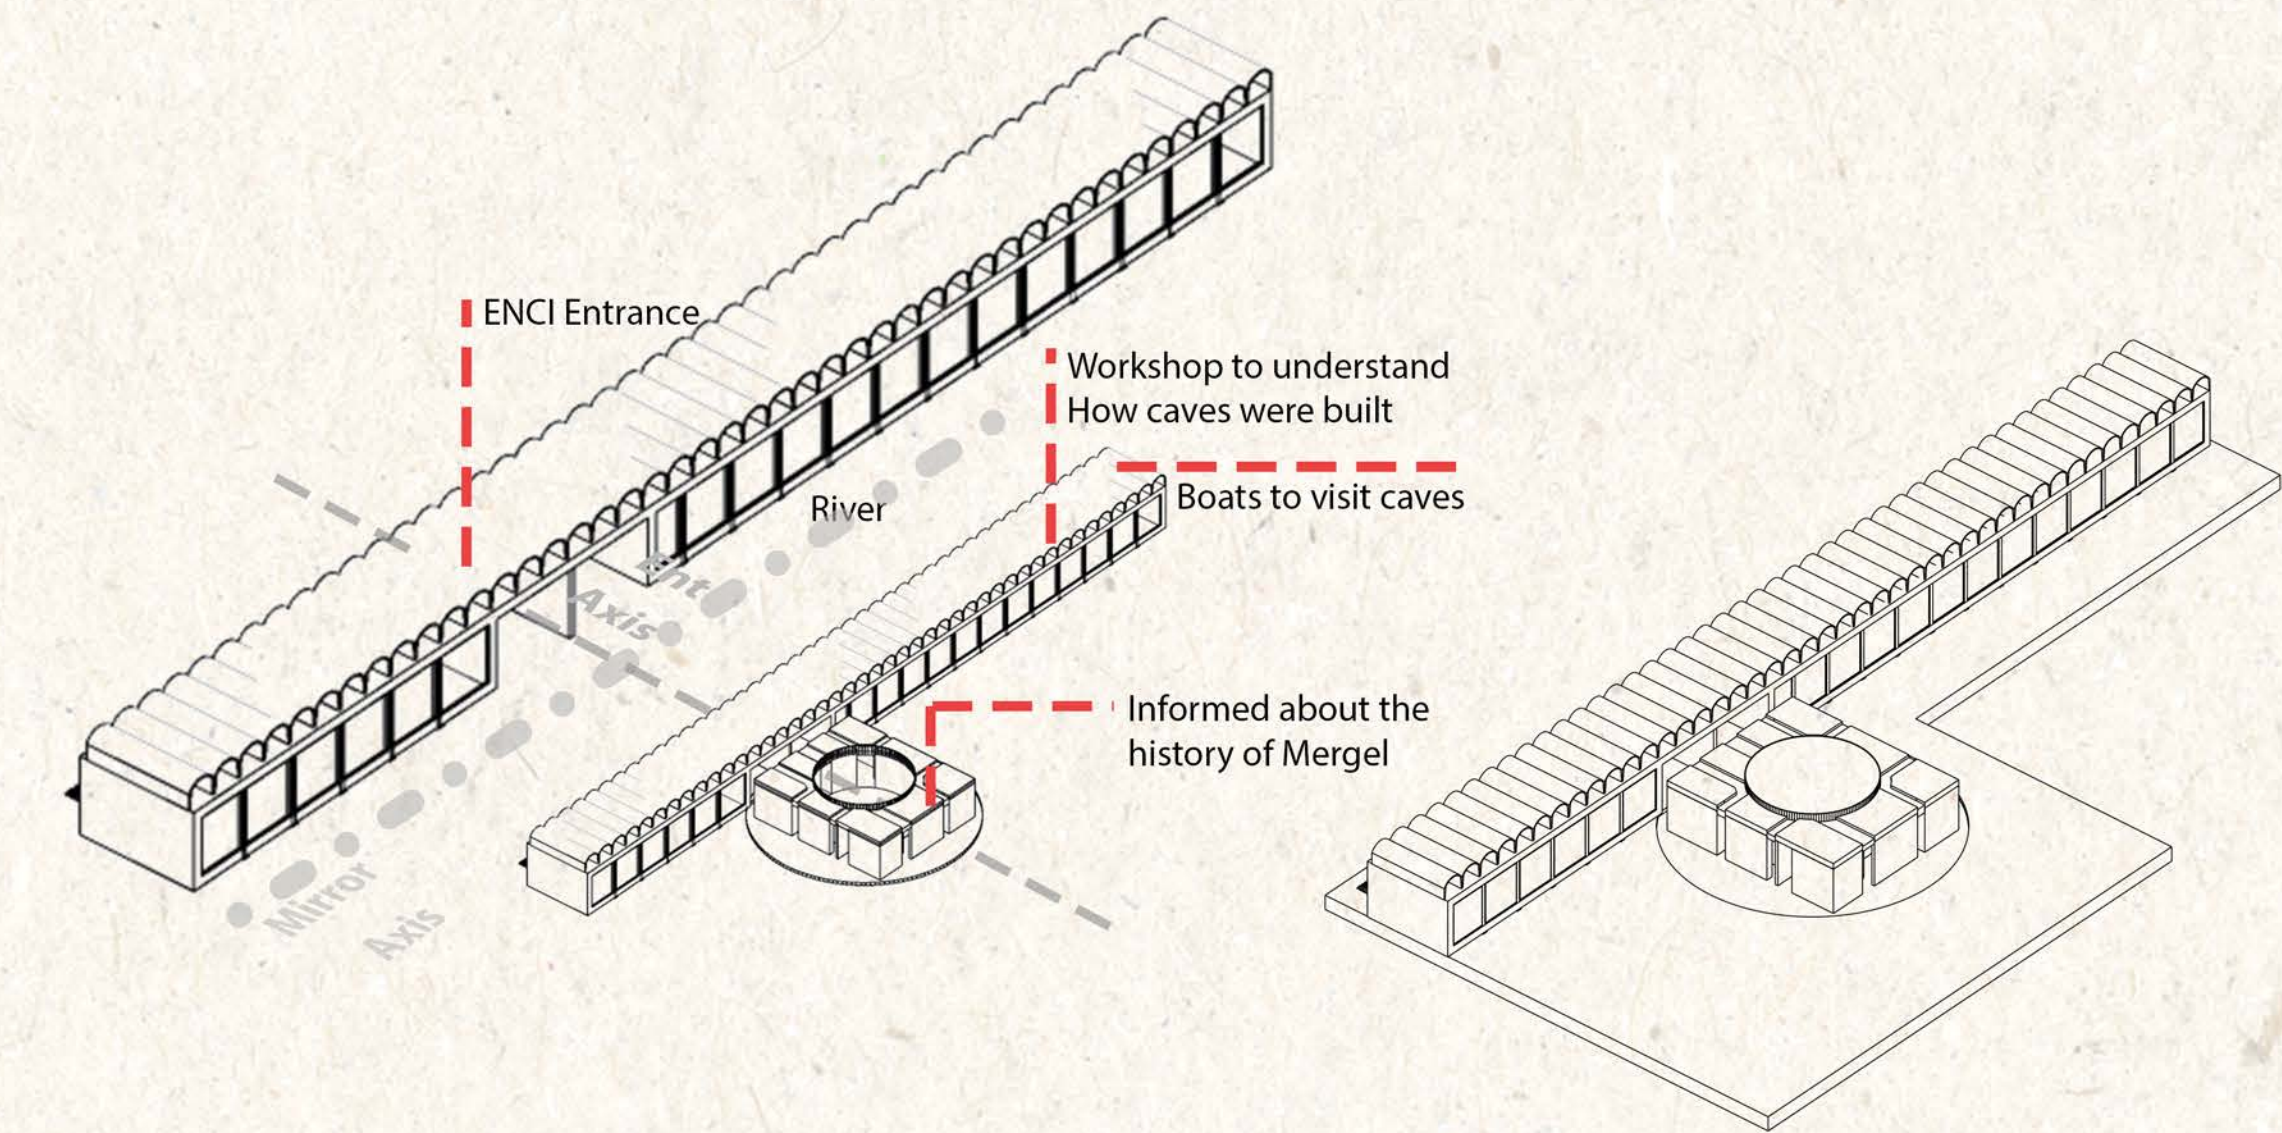 ENCI Entrance
Workshop to understand
How caves were built
Boats to visit caves
River
Ent
Axis
Informed about the
history of Mergel
Mirror
Axis